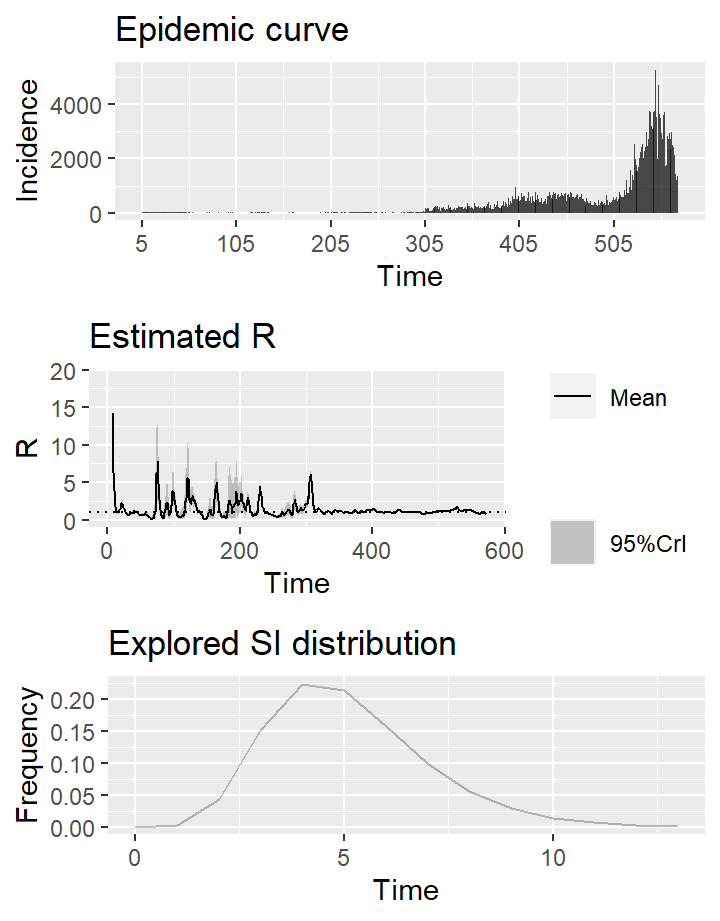 Epidemic curve
Incidence
4000
2000
0
5 105 205 305 405 505
Time
Estimated R
R
20
15
10
5
0
0 200 400 600
Time
Mean
95%CrI
Explored SI distribution
Frequency
0.20
0.15
0.10
0.05
0.00
0 5 10
Time